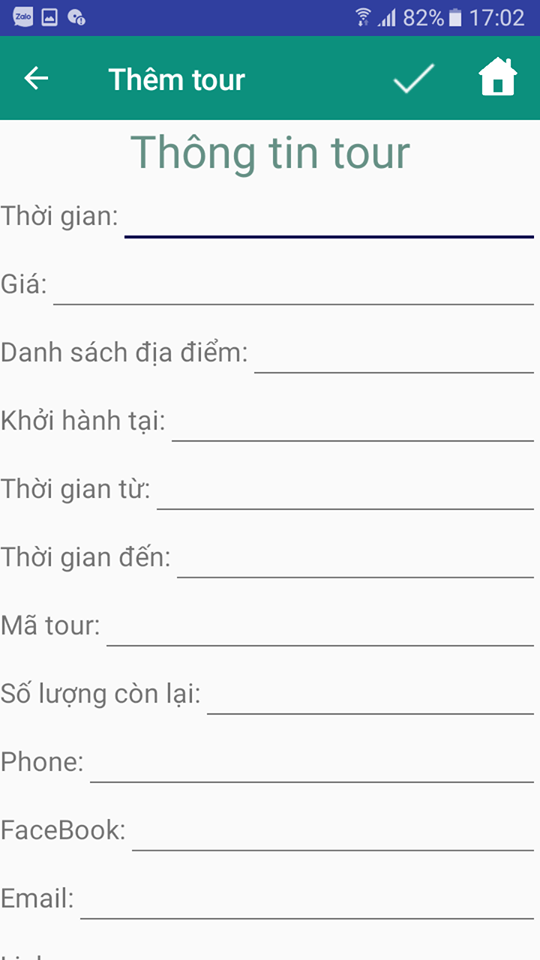 Zalo
82% 17:02
Thêm tour
Thông tin tour
Thời gian:
Giá:
Danh sách địa điểm:
Khởi hành tại:
Thời gian từ:
Thời gian đến:
Mã tour:
Số lượng còn lại:
Phone:
FaceBook:
Email: